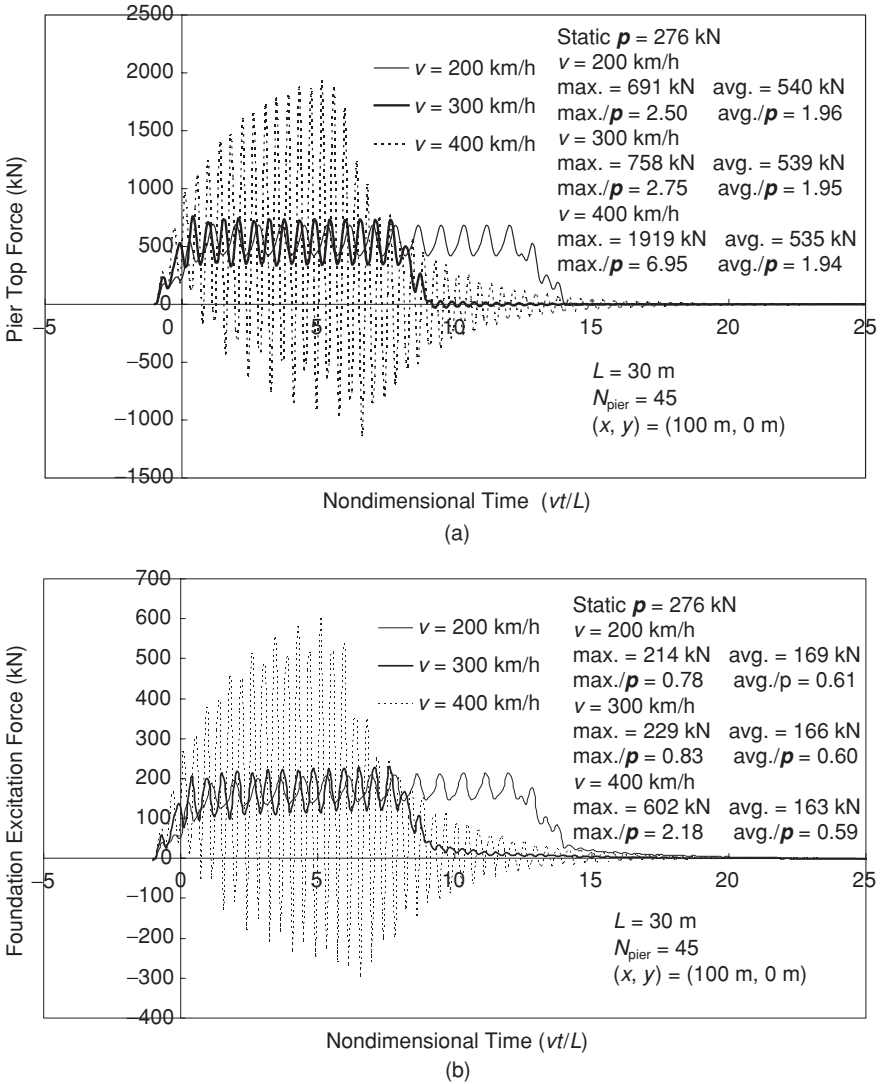 2500
2000
1500
1000
500
0
−500
−1000
−1500
−5
0
5
10
15
20
25
Pier Top Force (kN)
v = 200 km/h
v = 300 km/h
v = 400 km/h
Static p = 276 kN
v = 200 km/h
max. = 691 kN avg. = 540 kN
max./p = 2.50 avg./p = 1.96
v = 300 km/h
max. = 758 kN avg. = 539 kN
max./p = 2.75 avg./p = 1.95
v = 400 km/h
max. = 1919 kN avg. = 535 kN
max./p = 6.95 avg./p = 1.94
L = 30 m
Npier = 45
(x, y) = (100 m, 0 m)
Nondimensional Time (vt/L)
(a)
700
600
500
400
300
200
100
0
−100
−200
−300
−400
−5
0
5
10
15
20
25
Foundation Excitation Force (kN)
v = 200 km/h
v = 300 km/h
v = 400 km/h
Static p = 276 kN
v = 200 km/h
max. = 214 kN avg. = 169 kN
max./p = 0.78 avg./p = 0.61
v = 300 km/h
max. = 229 kN avg. = 166 kN
max./p = 0.83 avg./p = 0.60
v = 400 km/h
max. = 602 kN avg. = 163 kN
max./p = 2.18 avg./p = 0.59
L = 30 m
Npier = 45
(x, y) = (100 m, 0 m)
Nondimensional Time (vt/L)
(b)